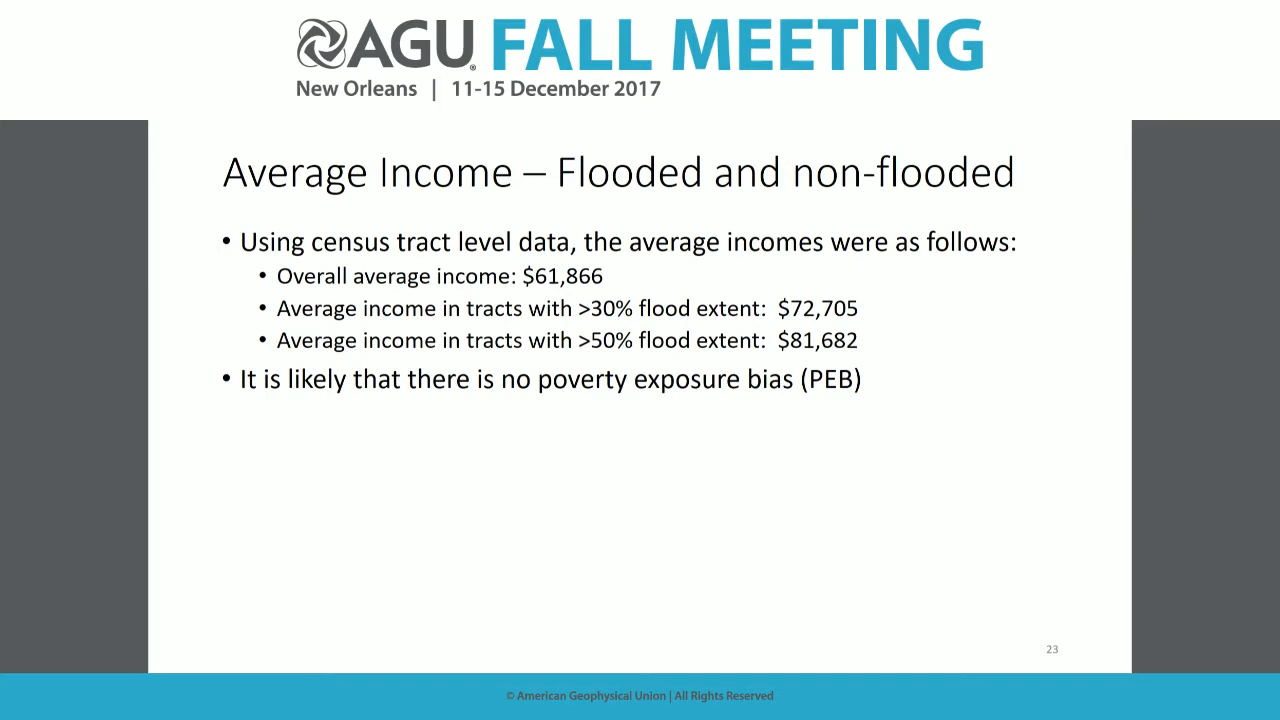 AGU FALL MEETING
New Orleans | 11-15 December 2017
Average Income – Flooded and non-flooded
• Using census tract level data, the average incomes were as follows:
• Overall average income: $61,866
• Average income in tracts with >30% flood extent: $72,705
• Average income in tracts with >50% flood extent: $81,682
• It is likely that there is no poverty exposure bias (PEB)
23
© American Geophysical Union | All Rights Reserved